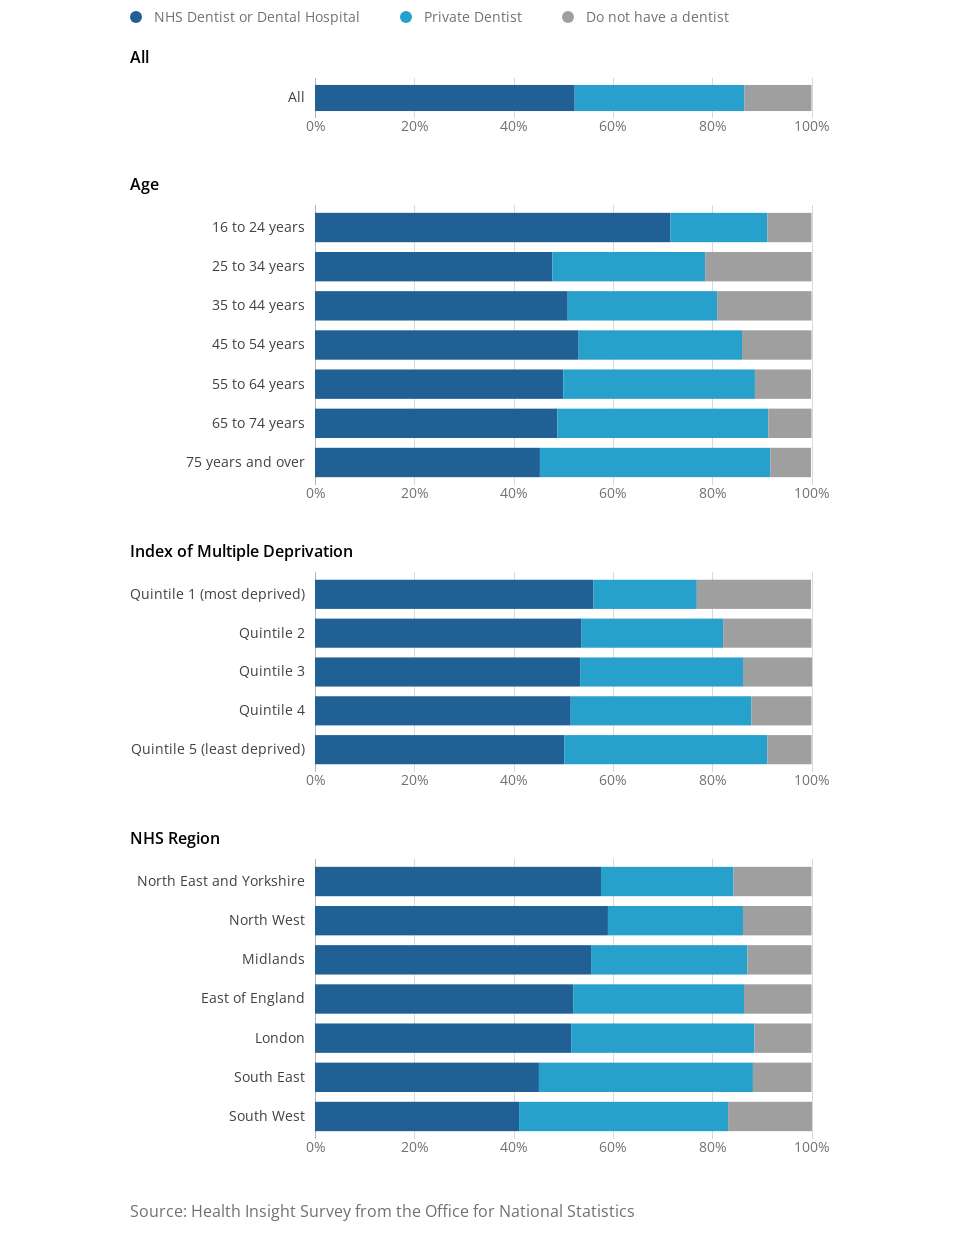 NHS Dentist or Dental Hospital Private Dentist Do not have a dentist
All
All
0% 20% 40% 60% 80% 100%
Age
16 to 24 years
25 to 34 years
35 to 44 years
45 to 54 years
55 to 64 years
65 to 74 years
75 years and over
0% 20% 40% 60% 80% 100%
Index of Multiple Deprivation
Quintile 1 (most deprived)
Quintile 2
Quintile 3
Quintile 4
Quintile 5 (least deprived)
0% 20% 40% 60% 80% 100%
NHS Region
North East and Yorkshire
North West
Midlands
East of England
London
South East
South West
0% 20% 40% 60% 80% 100%
Source: Health Insight Survey from the Office for National Statistics